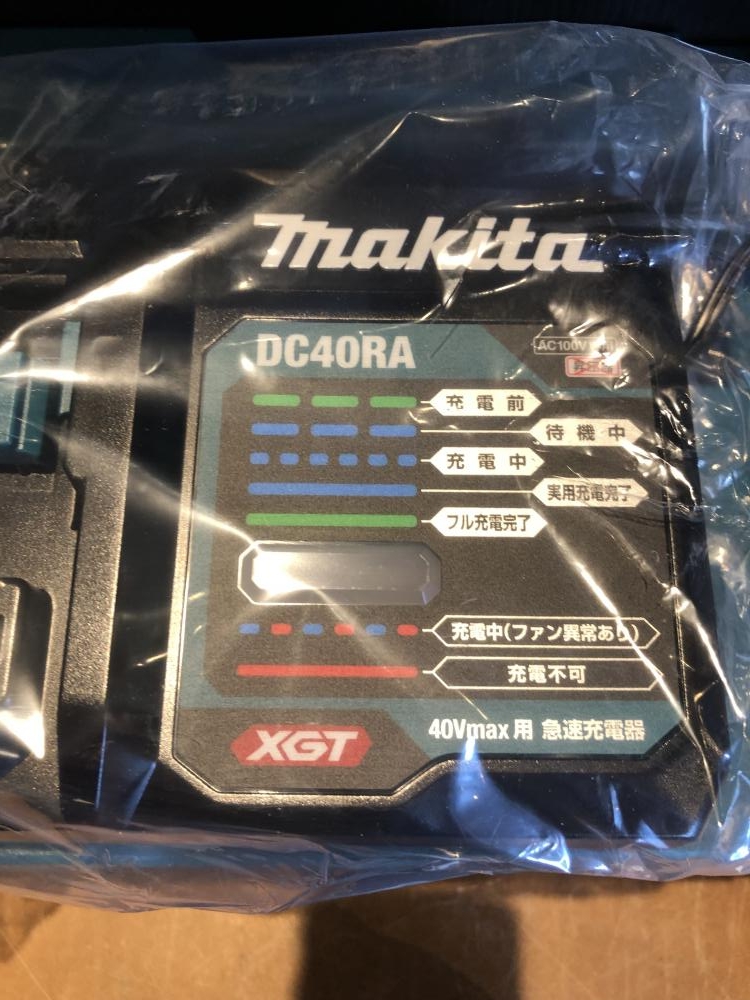 makita
DC40RA
AC100V
充電前
待機中
充電中
実用充電完了
フル充電完了
充電中(ファン異常あり)
充電不可
XGT
40Vmax用 急速充電器